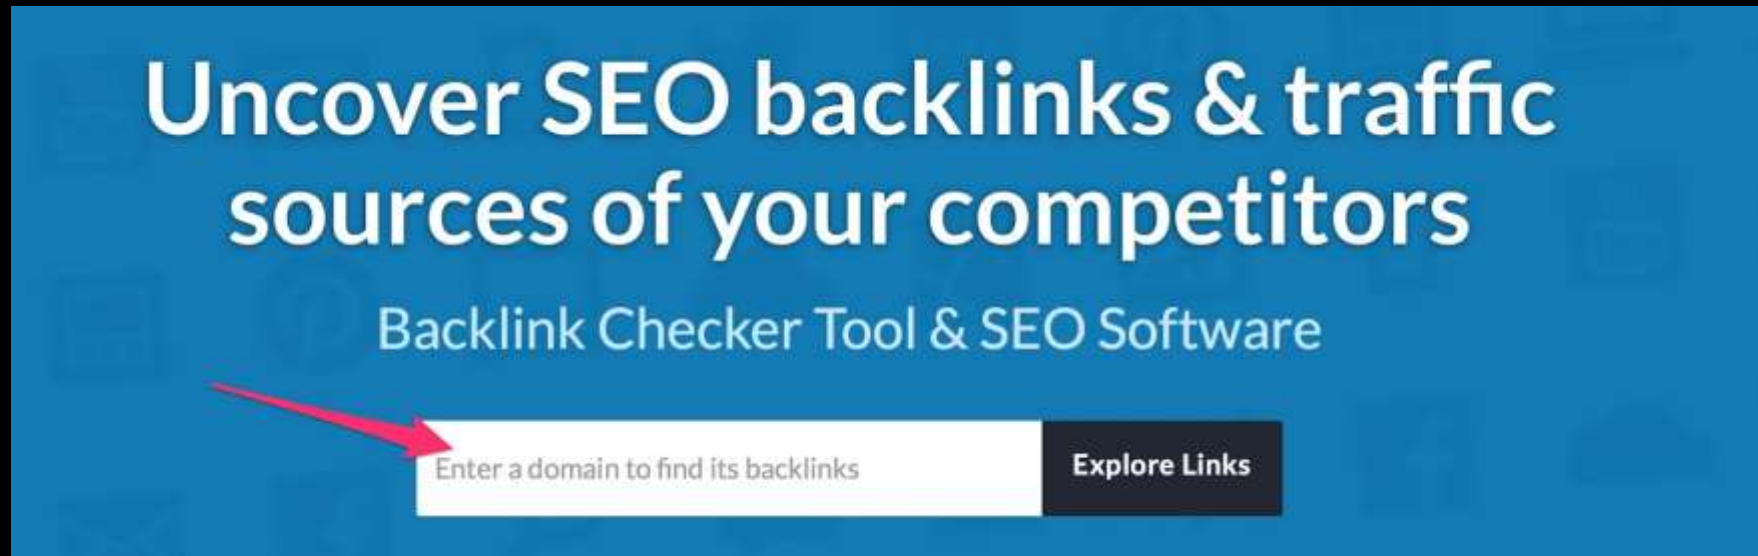 Uncover SEO backlinks & traffic
sources of your competitors
Backlink Checker Tool & SEO Software
Enter a domain to find its backlinks
Explore Links